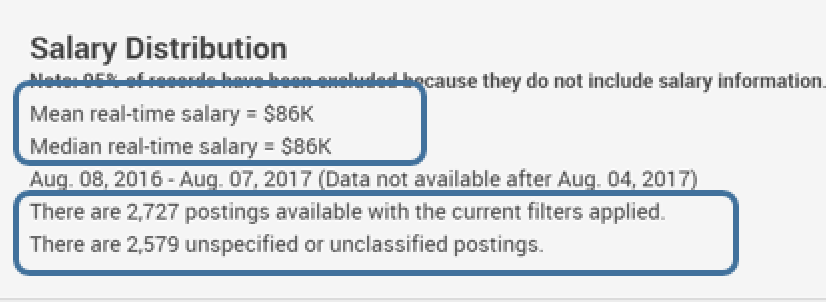 Salary Distribution
Note: 95% of records have been excluded because they do not include salary information.
Mean real-time salary = $86K
Median real-time salary = $86K
Aug. 08, 2016 - Aug. 07, 2017 (Data not available after Aug. 04, 2017)
There are 2,727 postings available with the current filters applied.
There are 2,579 unspecified or unclassified postings.